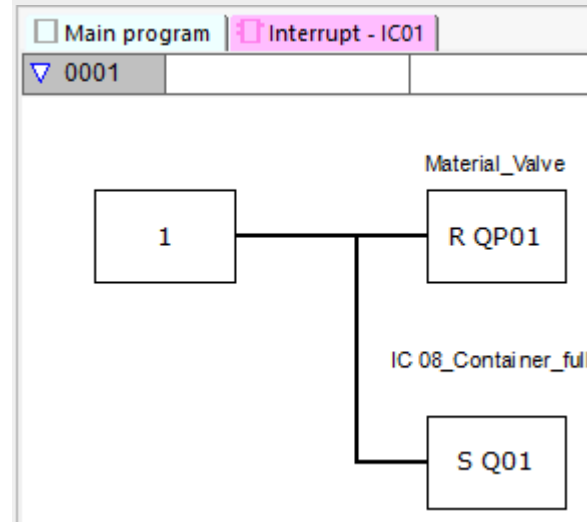 Main program
Interrupt - IC01
0001
Material_Valve
1
R QP01
IC 08_Container_full
S Q01